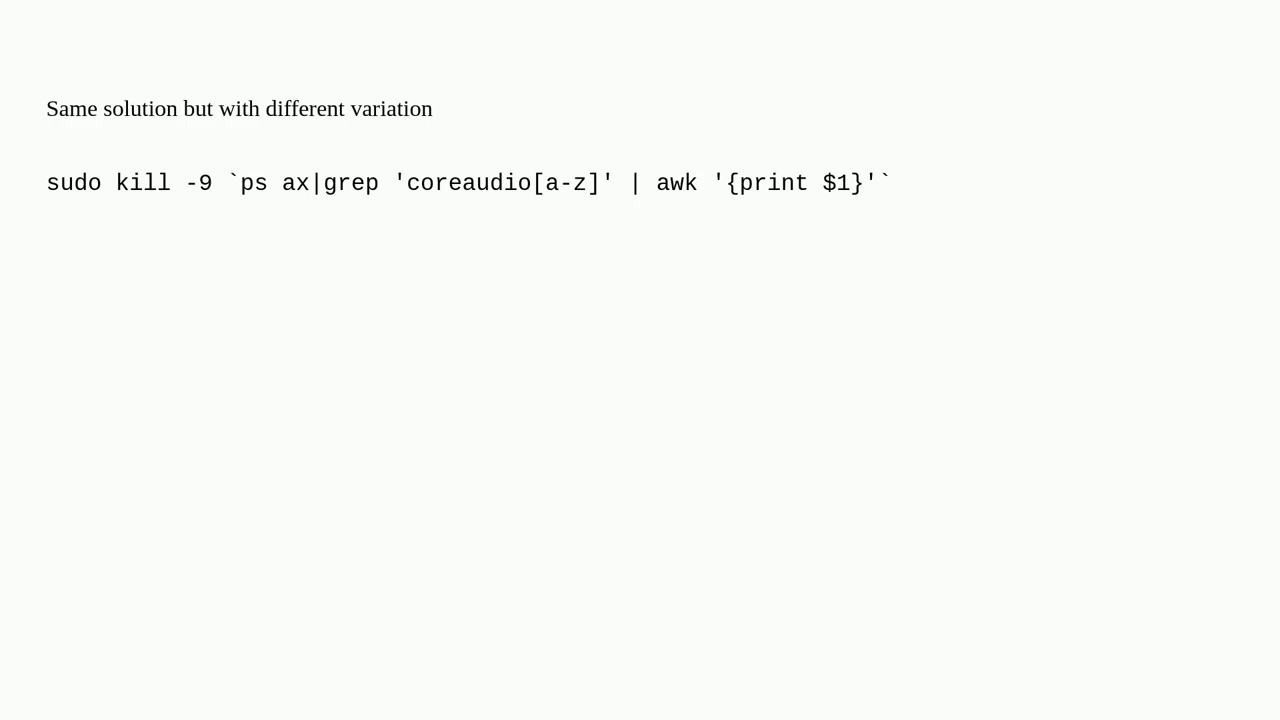 Same solution but with different variation
sudo kill -9 `ps ax|grep 'coreaudio[a-z]' | awk '{print $1}'`